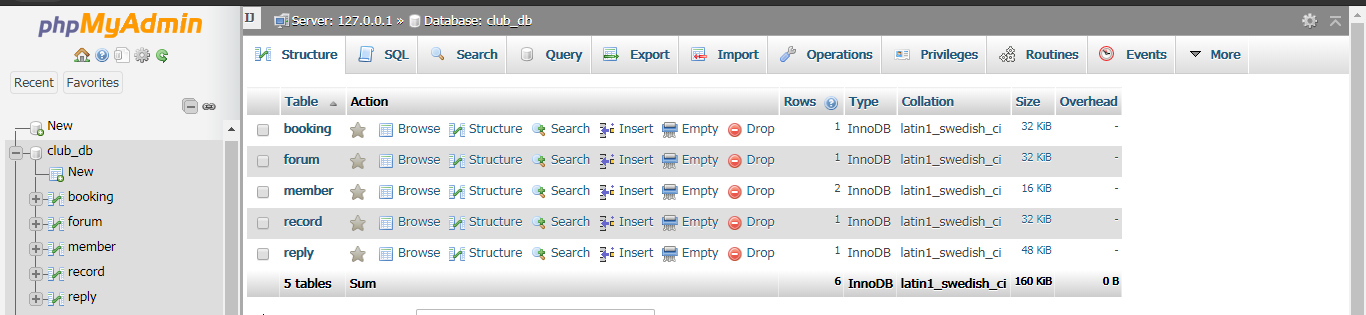 phpMyAdmin
Recent Favorites
New
club_db
New
booking
forum
member
record
reply
Server: 127.0.0.1 » Database: club_db
Structure SQL Search Query Export Import Operations Privileges Routines Events More
Table Action Rows Type Collation Size Overhead
booking Browse Structure Search Insert Empty Drop 1 InnoDB latin1_swedish_ci 32 KiB -
forum Browse Structure Search Insert Empty Drop 1 InnoDB latin1_swedish_ci 32 KiB -
member Browse Structure Search Insert Empty Drop 2 InnoDB latin1_swedish_ci 16 KiB -
record Browse Structure Search Insert Empty Drop 1 InnoDB latin1_swedish_ci 32 KiB -
reply Browse Structure Search Insert Empty Drop 1 InnoDB latin1_swedish_ci 48 KiB -
5 tables Sum 6 InnoDB latin1_swedish_ci 160 KiB 0 B